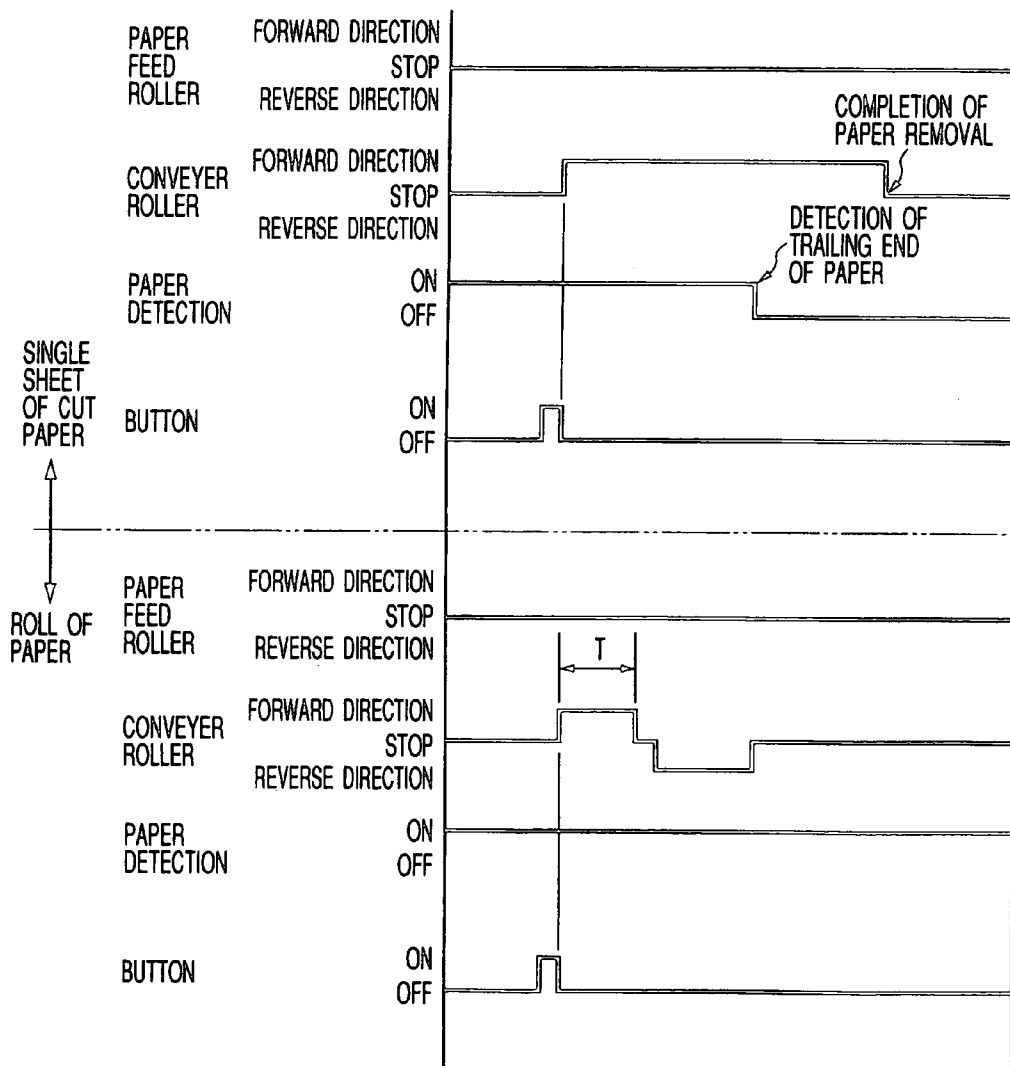 PAPER
FEED
ROLLER
FORWARD DIRECTION
STOP
REVERSE DIRECTION
COMPLETION OF
PAPER REMOVAL
CONVEYER
ROLLER
FORWARD DIRECTION
STOP
REVERSE DIRECTION
DETECTION OF
TRAILING END
OF PAPER
PAPER
DETECTION
ON
OFF
SINGLE
SHEET
OF CUT
PAPER
BUTTON
ON
OFF
ROLL OF
PAPER
PAPER
FEED
ROLLER
FORWARD DIRECTION
STOP
REVERSE DIRECTION
T
CONVEYER
ROLLER
FORWARD DIRECTION
STOP
REVERSE DIRECTION
PAPER
DETECTION
ON
OFF
BUTTON
ON
OFF